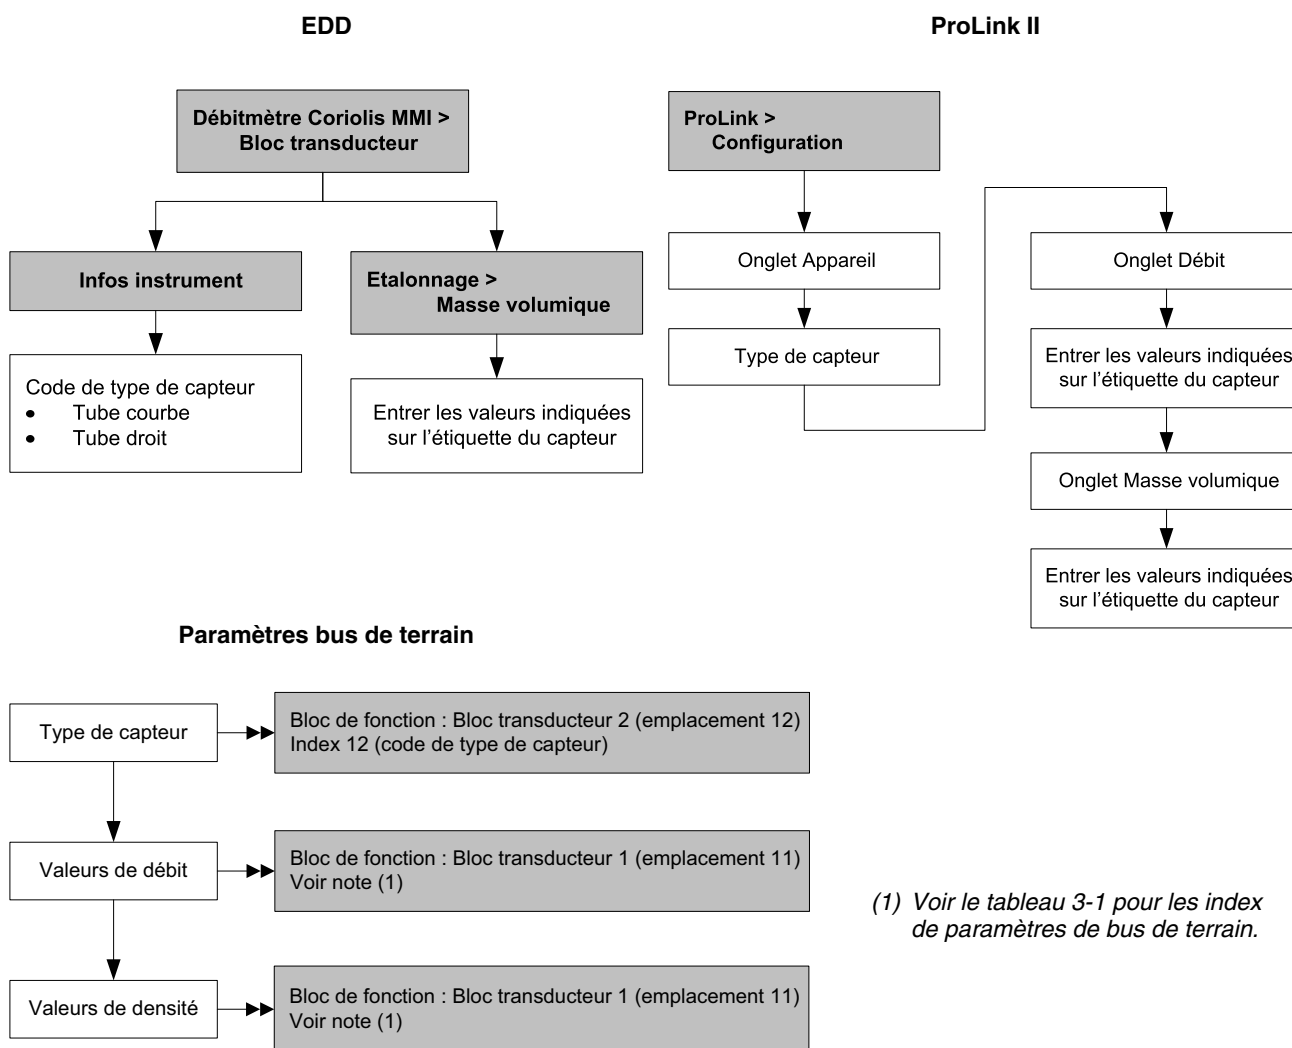 EDD
Débitmètre Coriolis MMI >
Bloc transducteur
Infos instrument
Code de type de capteur
• Tube courbe
• Tube droit
Etalonnage >
Masse volumique
Entrer les valeurs indiquées
sur l'étiquette du capteur
ProLink II
ProLink >
Configuration
Onglet Appareil
Type de capteur
Onglet Débit
Entrer les valeurs indiquées
sur l'étiquette du capteur
Onglet Masse volumique
Entrer les valeurs indiquées
sur l'étiquette du capteur
Paramètres bus de terrain
Type de capteur
Bloc de fonction : Bloc transducteur 2 (emplacement 12)
Index 12 (code de type de capteur)
Valeurs de débit
Bloc de fonction : Bloc transducteur 1 (emplacement 11)
Voir note (1)
Valeurs de densité
Bloc de fonction : Bloc transducteur 1 (emplacement 11)
Voir note (1)
(1) Voir le tableau 3-1 pour les index
de paramètres de bus de terrain.